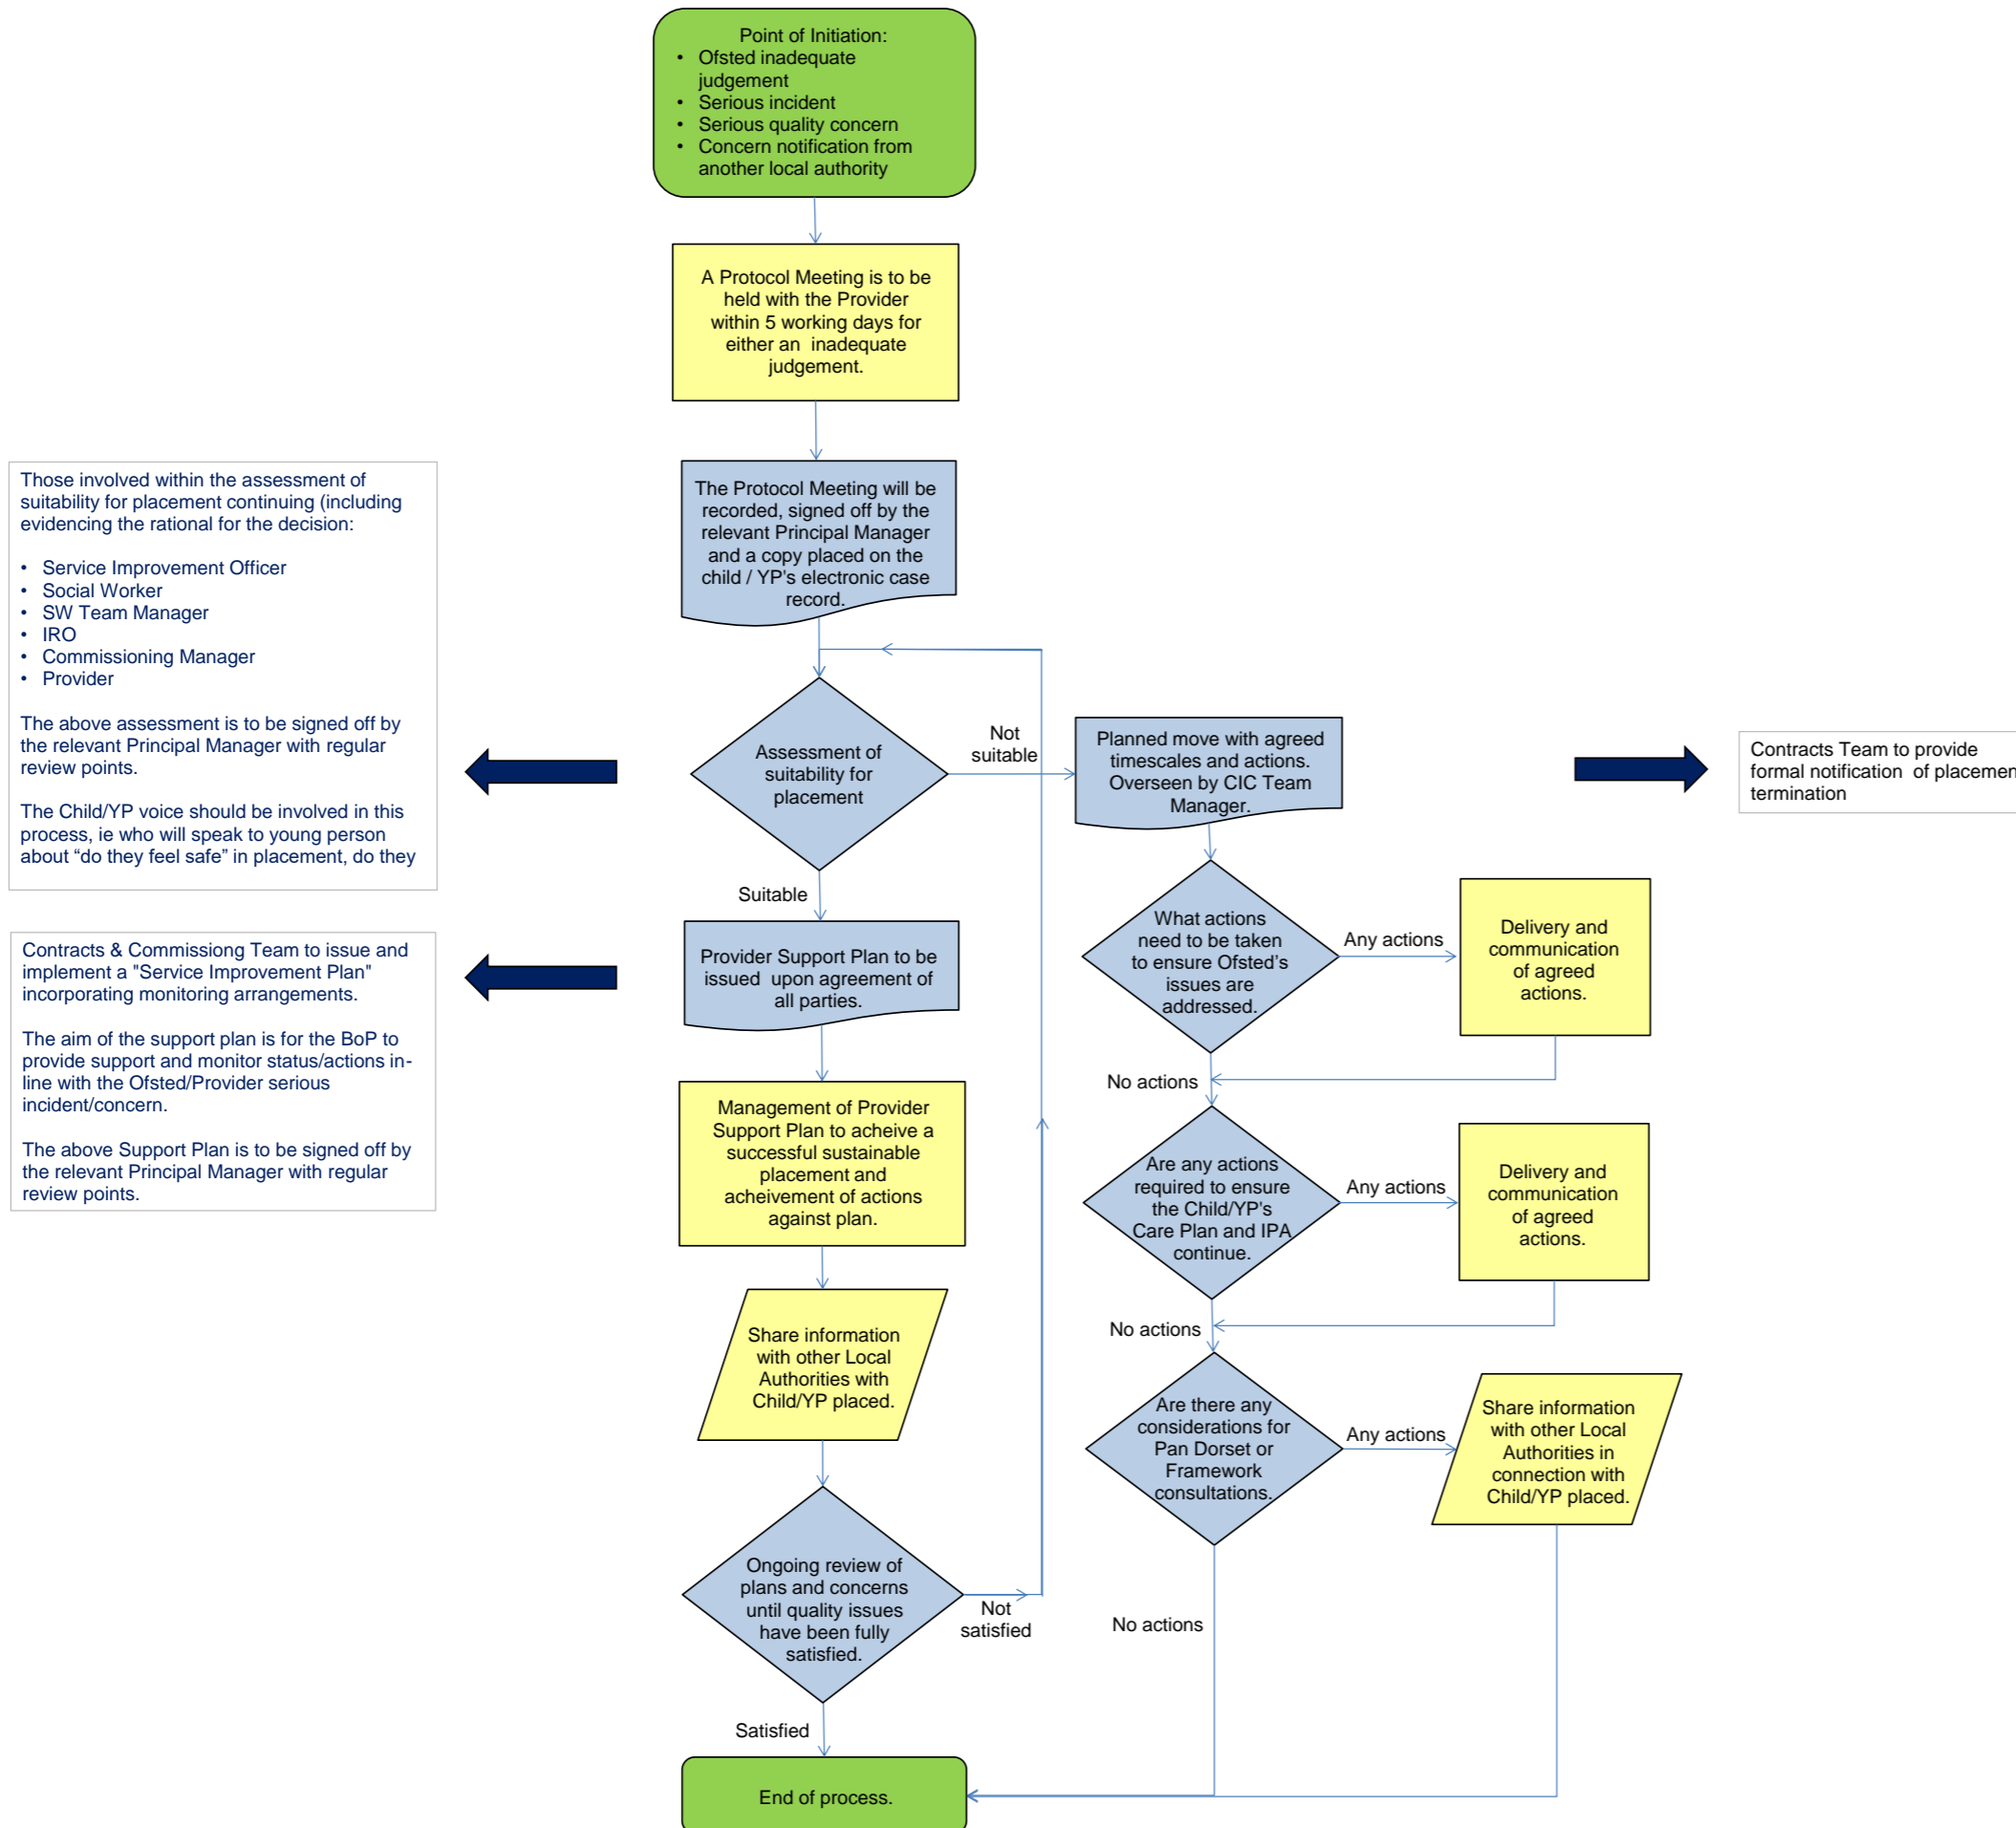 Point of Initiation:
• Ofsted inadequate
judgement
• Serious incident
• Serious quality concern
• Concern notification from
another local authority
A Protocol Meeting is to be
held with the Provider
within 5 working days for
either an inadequate
judgement.
The Protocol Meeting will be
recorded, signed off by the
relevant Principal Manager
and a copy placed on the
child / YP's electronic case
record.
Those involved within the assessment of
suitability for placement continuing (including
evidencing the rational for the decision:
• Service Improvement Officer
• Social Worker
• SW Team Manager
• IRO
• Commissioning Manager
• Provider
The above assessment is to be signed off by
the relevant Principal Manager with regular
review points.
The Child/YP voice should be involved in this
process, ie who will speak to young person
about “do they feel safe” in placement, do they
Assessment of
suitability for
placement
Not
suitable
Planned move with agreed
timescales and actions.
Overseen by CIC Team
Manager.
Contracts Team to provide
formal notification of placemen
termination
Suitable
Contracts & Commissiong Team to issue and
implement a "Service Improvement Plan"
incorporating monitoring arrangements.
The aim of the support plan is for the BoP to
provide support and monitor status/actions in-
line with the Ofsted/Provider serious
incident/concern.
The above Support Plan is to be signed off by
the relevant Principal Manager with regular
review points.
Provider Support Plan to be
issued upon agreement of
all parties.
What actions
need to be taken
to ensure Ofsted’s
issues are
addressed.
Any actions
Delivery and
communication
of agreed
actions.
No actions
Management of Provider
Support Plan to acheive a
successful sustainable
placement and
acheivement of actions
against plan.
Are any actions
required to ensure
the Child/YP's
Care Plan and IPA
continue.
Any actions
Delivery and
communication
of agreed
actions.
No actions
Share information
with other Local
Authorities with
Child/YP placed.
Are there any
considerations for
Pan Dorset or
Framework
consultations.
Any actions
Share information
with other Local
Authorities in
connection with
Child/YP placed.
Ongoing review of
plans and concerns
until quality issues
have been fully
satisfied.
Not
satisfied
No actions
Satisfied
End of process.